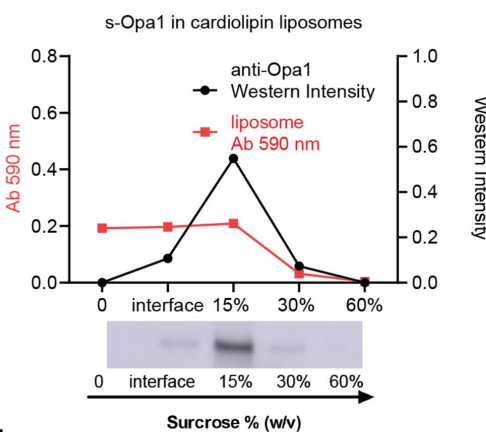 s-Opa1 in cardiolipin liposomes
0.8
0.6
0.4
0.2
0.0
Ab 590 nm
anti-Opa1
Western Intensity
liposome
Ab 590 nm
1.0
0.8
0.6
0.4
0.2
0.0
Western Intensity
0 interface 15% 30% 60%
0 interface 15% 30% 60%
Surcrose % (w/v)